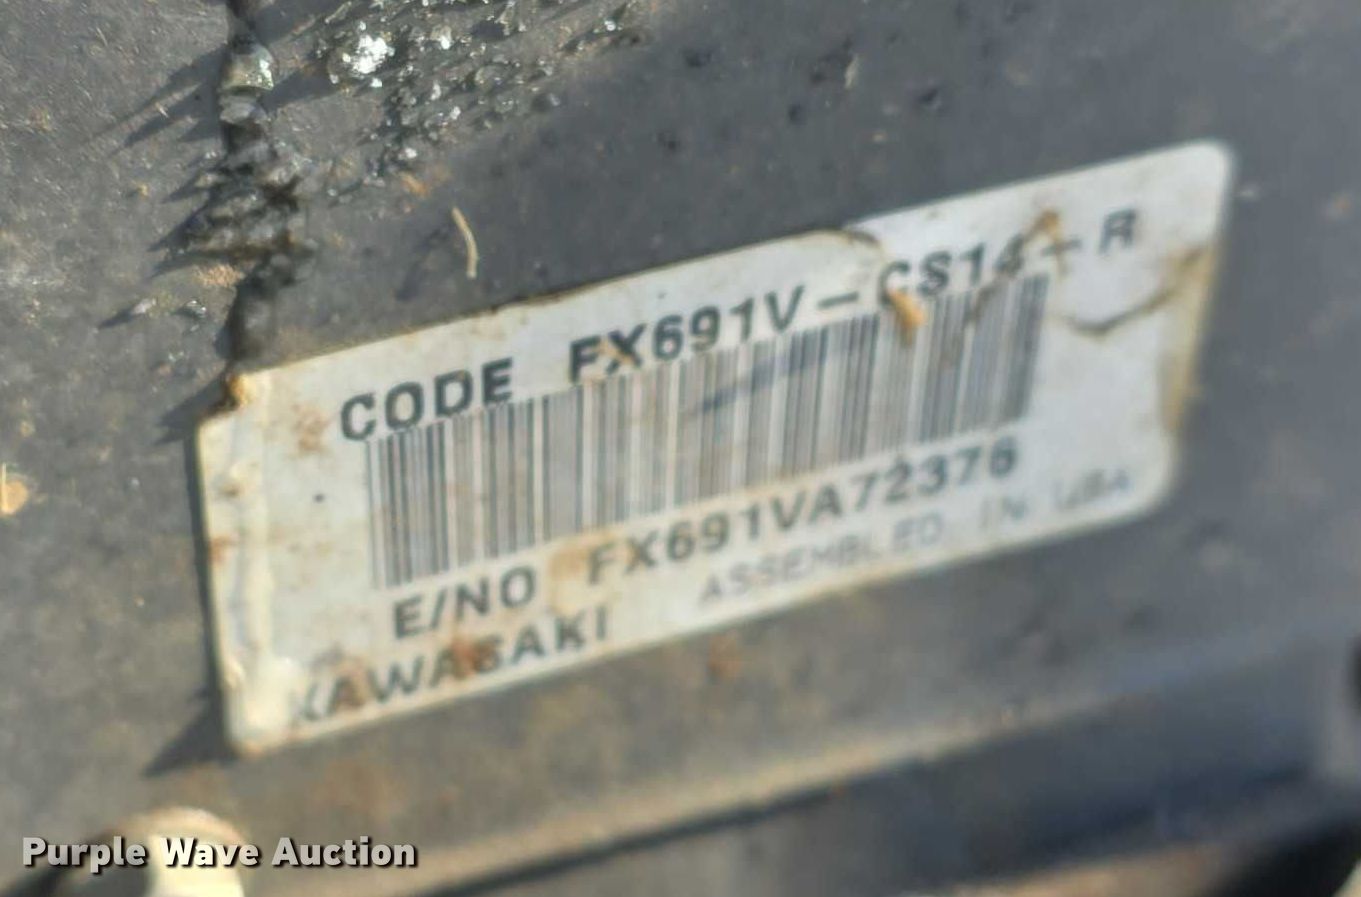 CODE FX691V-CS14-R
E/NO FX691VA72376
KAWASAKI ASSEMBLED IN USA
Purple Wave Auction